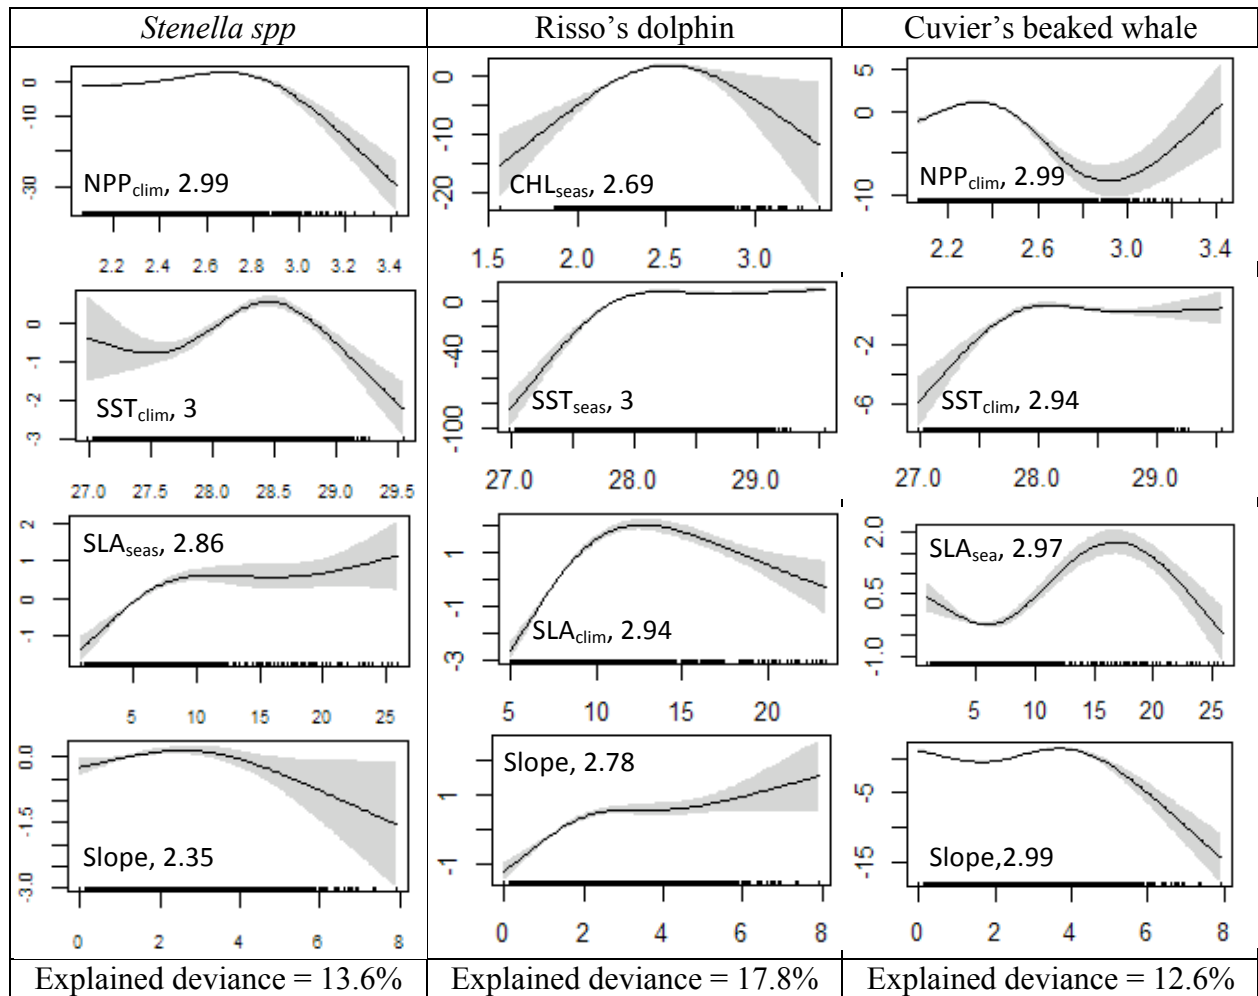 Stenella spp
Risso's dolphin
Cuvier's beaked whale
0
-10
-30
NPPclim, 2.99
2.2 2.4 2.6 2.8 3.0 3.2 3.4
0
-10
-20
CHLseas, 2.69
1.5 2.0 2.5 3.0
5
0
-10
NPPclim, 2.99
2.2 2.6 3.0 3.4
0
-1
-2
-3
SSTclim, 3
27.0 27.5 28.0 28.5 29.0 29.5
0
-40
-100
SSTseas, 3
27.0 28.0 29.0
-2
-6
SSTclim, 2.94
27.0 28.0 29.0
2
1
0
-1
SLAseas, 2.86
5 10 15 20 25
1
-1
-3
SLAclim, 2.94
5 10 15 20
2.0
0.5
-1.0
SLAsea, 2.97
5 10 15 20 25
0.0
-1.5
-3.0
Slope, 2.35
0 2 4 6 8
1
-1
Slope, 2.78
0 2 4 6 8
-5
-15
Slope,2.99
0 2 4 6 8
Explained deviance = 13.6%
Explained deviance = 17.8%
Explained deviance = 12.6%